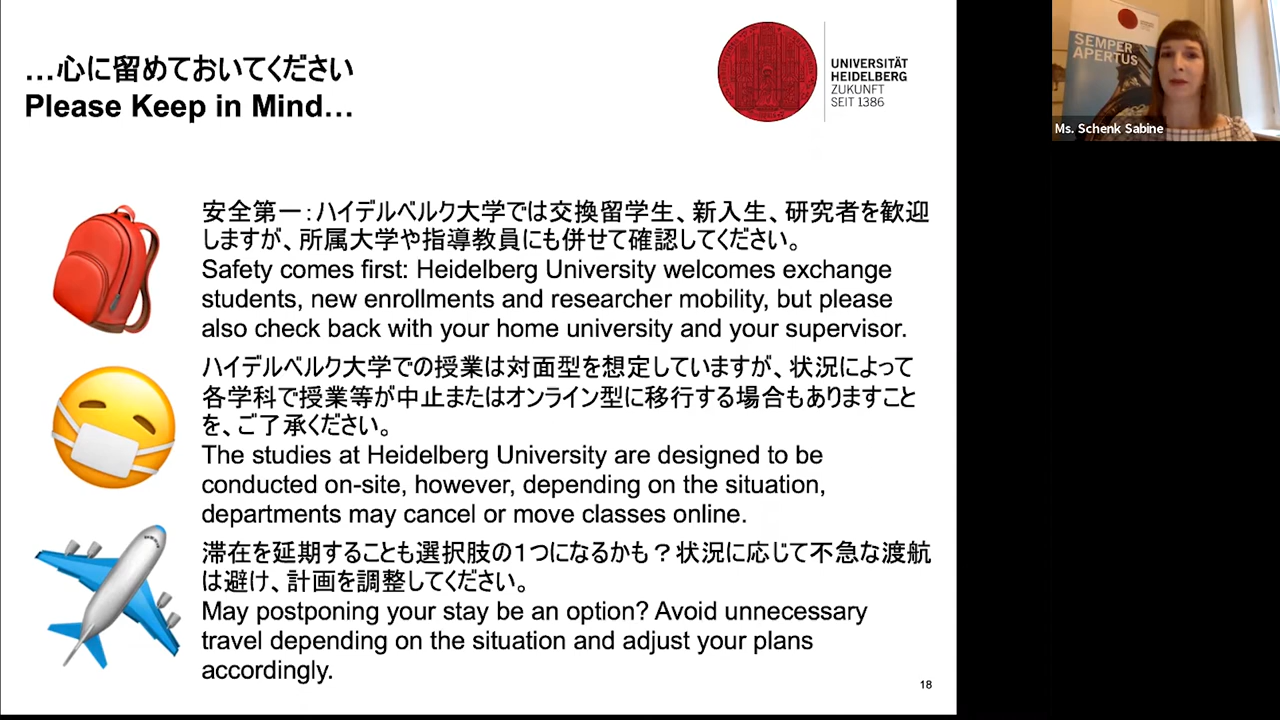 …心に留めておいてください
Please Keep in Mind…
UNIVERSITÄT
HEIDELBERG
ZUKUNFT
SEIT 1386
SEMPER
APERTUS
Ms. Schenk Sabine
安全第一：ハイデルベルク大学では交換留学生、新入生、研究者を歓迎
しますが、所属大学や指導教員にも併せて確認してください。
Safety comes first: Heidelberg University welcomes exchange
students, new enrollments and researcher mobility, but please
also check back with your home university and your supervisor.
ハイデルベルク大学での授業は対面型を想定していますが、状況によって
各学科で授業等が中止またはオンライン型に移行する場合もありますこと
を、ご了承ください。
The studies at Heidelberg University are designed to be
conducted on-site, however, depending on the situation,
departments may cancel or move classes online.
滞在を延期することも選択肢の１つになるかも？状況に応じて不急な渡航
は避け、計画を調整してください。
May postponing your stay be an option? Avoid unnecessary
travel depending on the situation and adjust your plans
accordingly.
18